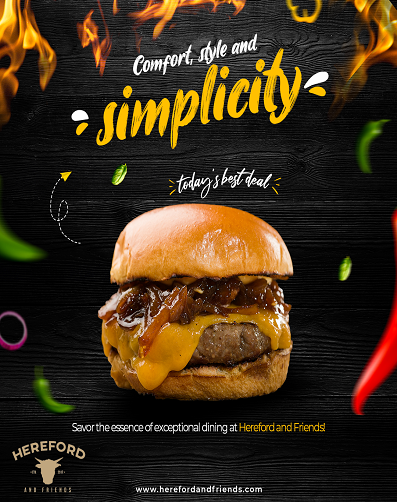 Comfort, style and
simplicity
today's best deal
Savor the essence of exceptional dining at Hereford and Friends!
HEREFORD
AND FRIENDS
www.herefordandfriends.com